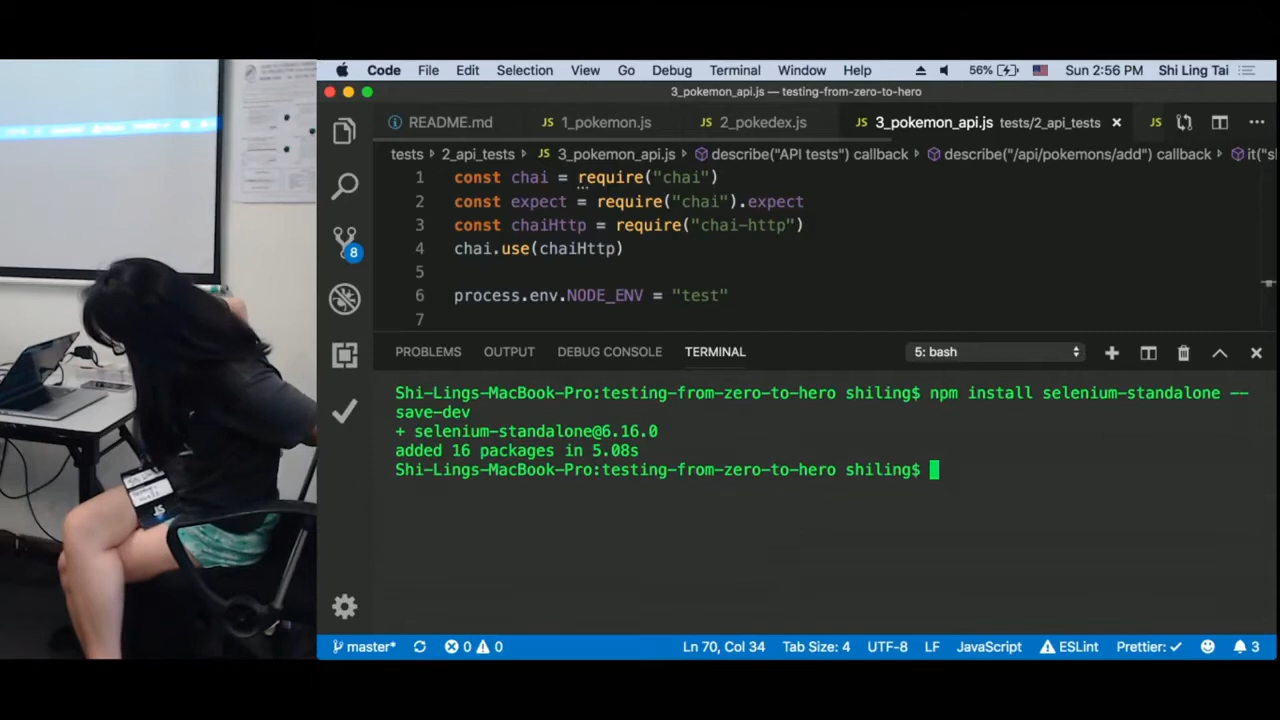 Code File Edit Selection View Go Debug Terminal Window Help 56% Sun 2:56 PM Shi Ling Tai
3_pokemon_api.js — testing-from-zero-to-hero
README.md JS 1_pokemon.js JS 2_pokedex.js JS 3_pokemon_api.js tests/2_api_tests × JS
tests › 2_api_tests › JS 3_pokemon_api.js › describe("API tests") callback › describe("/api/pokemons/add") callback › it("sl
1 const chai = require("chai")
2 const expect = require("chai").expect
3 const chaiHttp = require("chai-http")
4 chai.use(chaiHttp)
5
6 process.env.NODE_ENV = "test"
7
8
PROBLEMS OUTPUT DEBUG CONSOLE TERMINAL 5: bash
Shi-Lings-MacBook-Pro:testing-from-zero-to-hero shiling$ npm install selenium-standalone --
save-dev
+ selenium-standalone@6.16.0
added 16 packages in 5.08s
Shi-Lings-MacBook-Pro:testing-from-zero-to-hero shiling$
master* 0 0 Ln 70, Col 34 Tab Size: 4 UTF-8 LF JavaScript ESLint Prettier: ✓ 3
JS